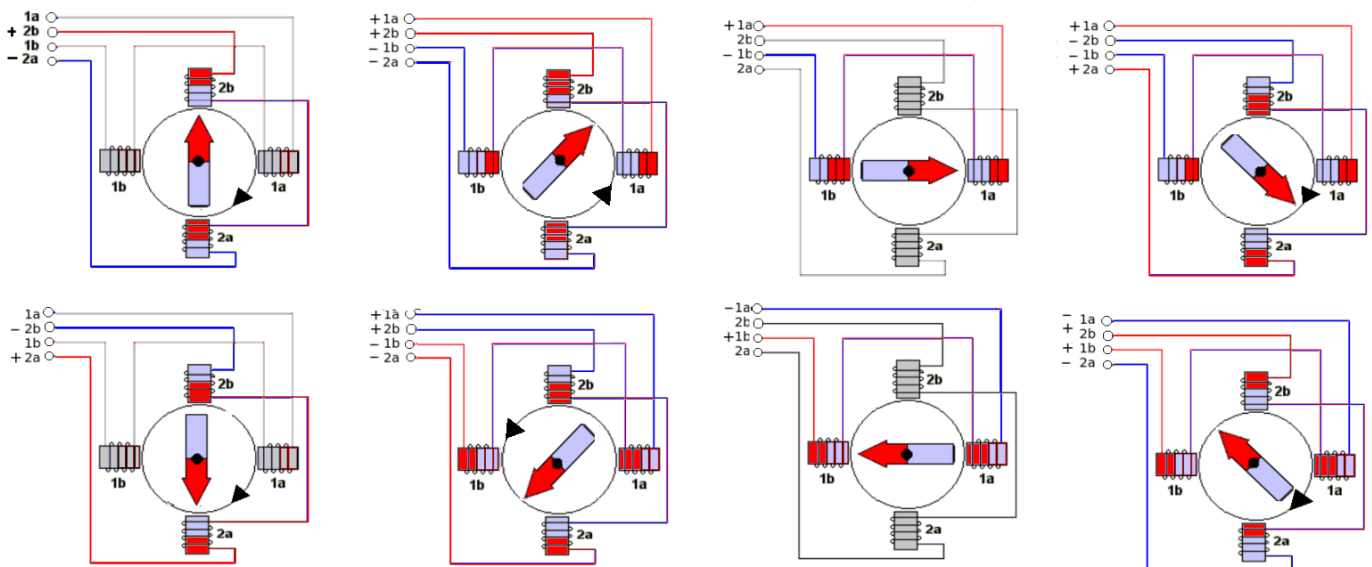 1a
+ 2b
1b
− 2a
2b
1b
1a
2a
+ 1a
+ 2b
− 1b
− 2a
2b
1b
1a
2a
+ 1a
2b
− 1b
2a
2b
1b
1a
2a
+ 1a
− 2b
− 1b
+ 2a
2b
1b
1a
2a
1a
− 2b
1b
+ 2a
2b
1b
1a
2a
+ 1a
+ 2b
− 1b
− 2a
2b
1b
1a
2a
−1a
2b
+1b
2a
2b
1b
1a
2a
− 1a
+ 2b
+ 1b
− 2a
2b
1b
1a
2a